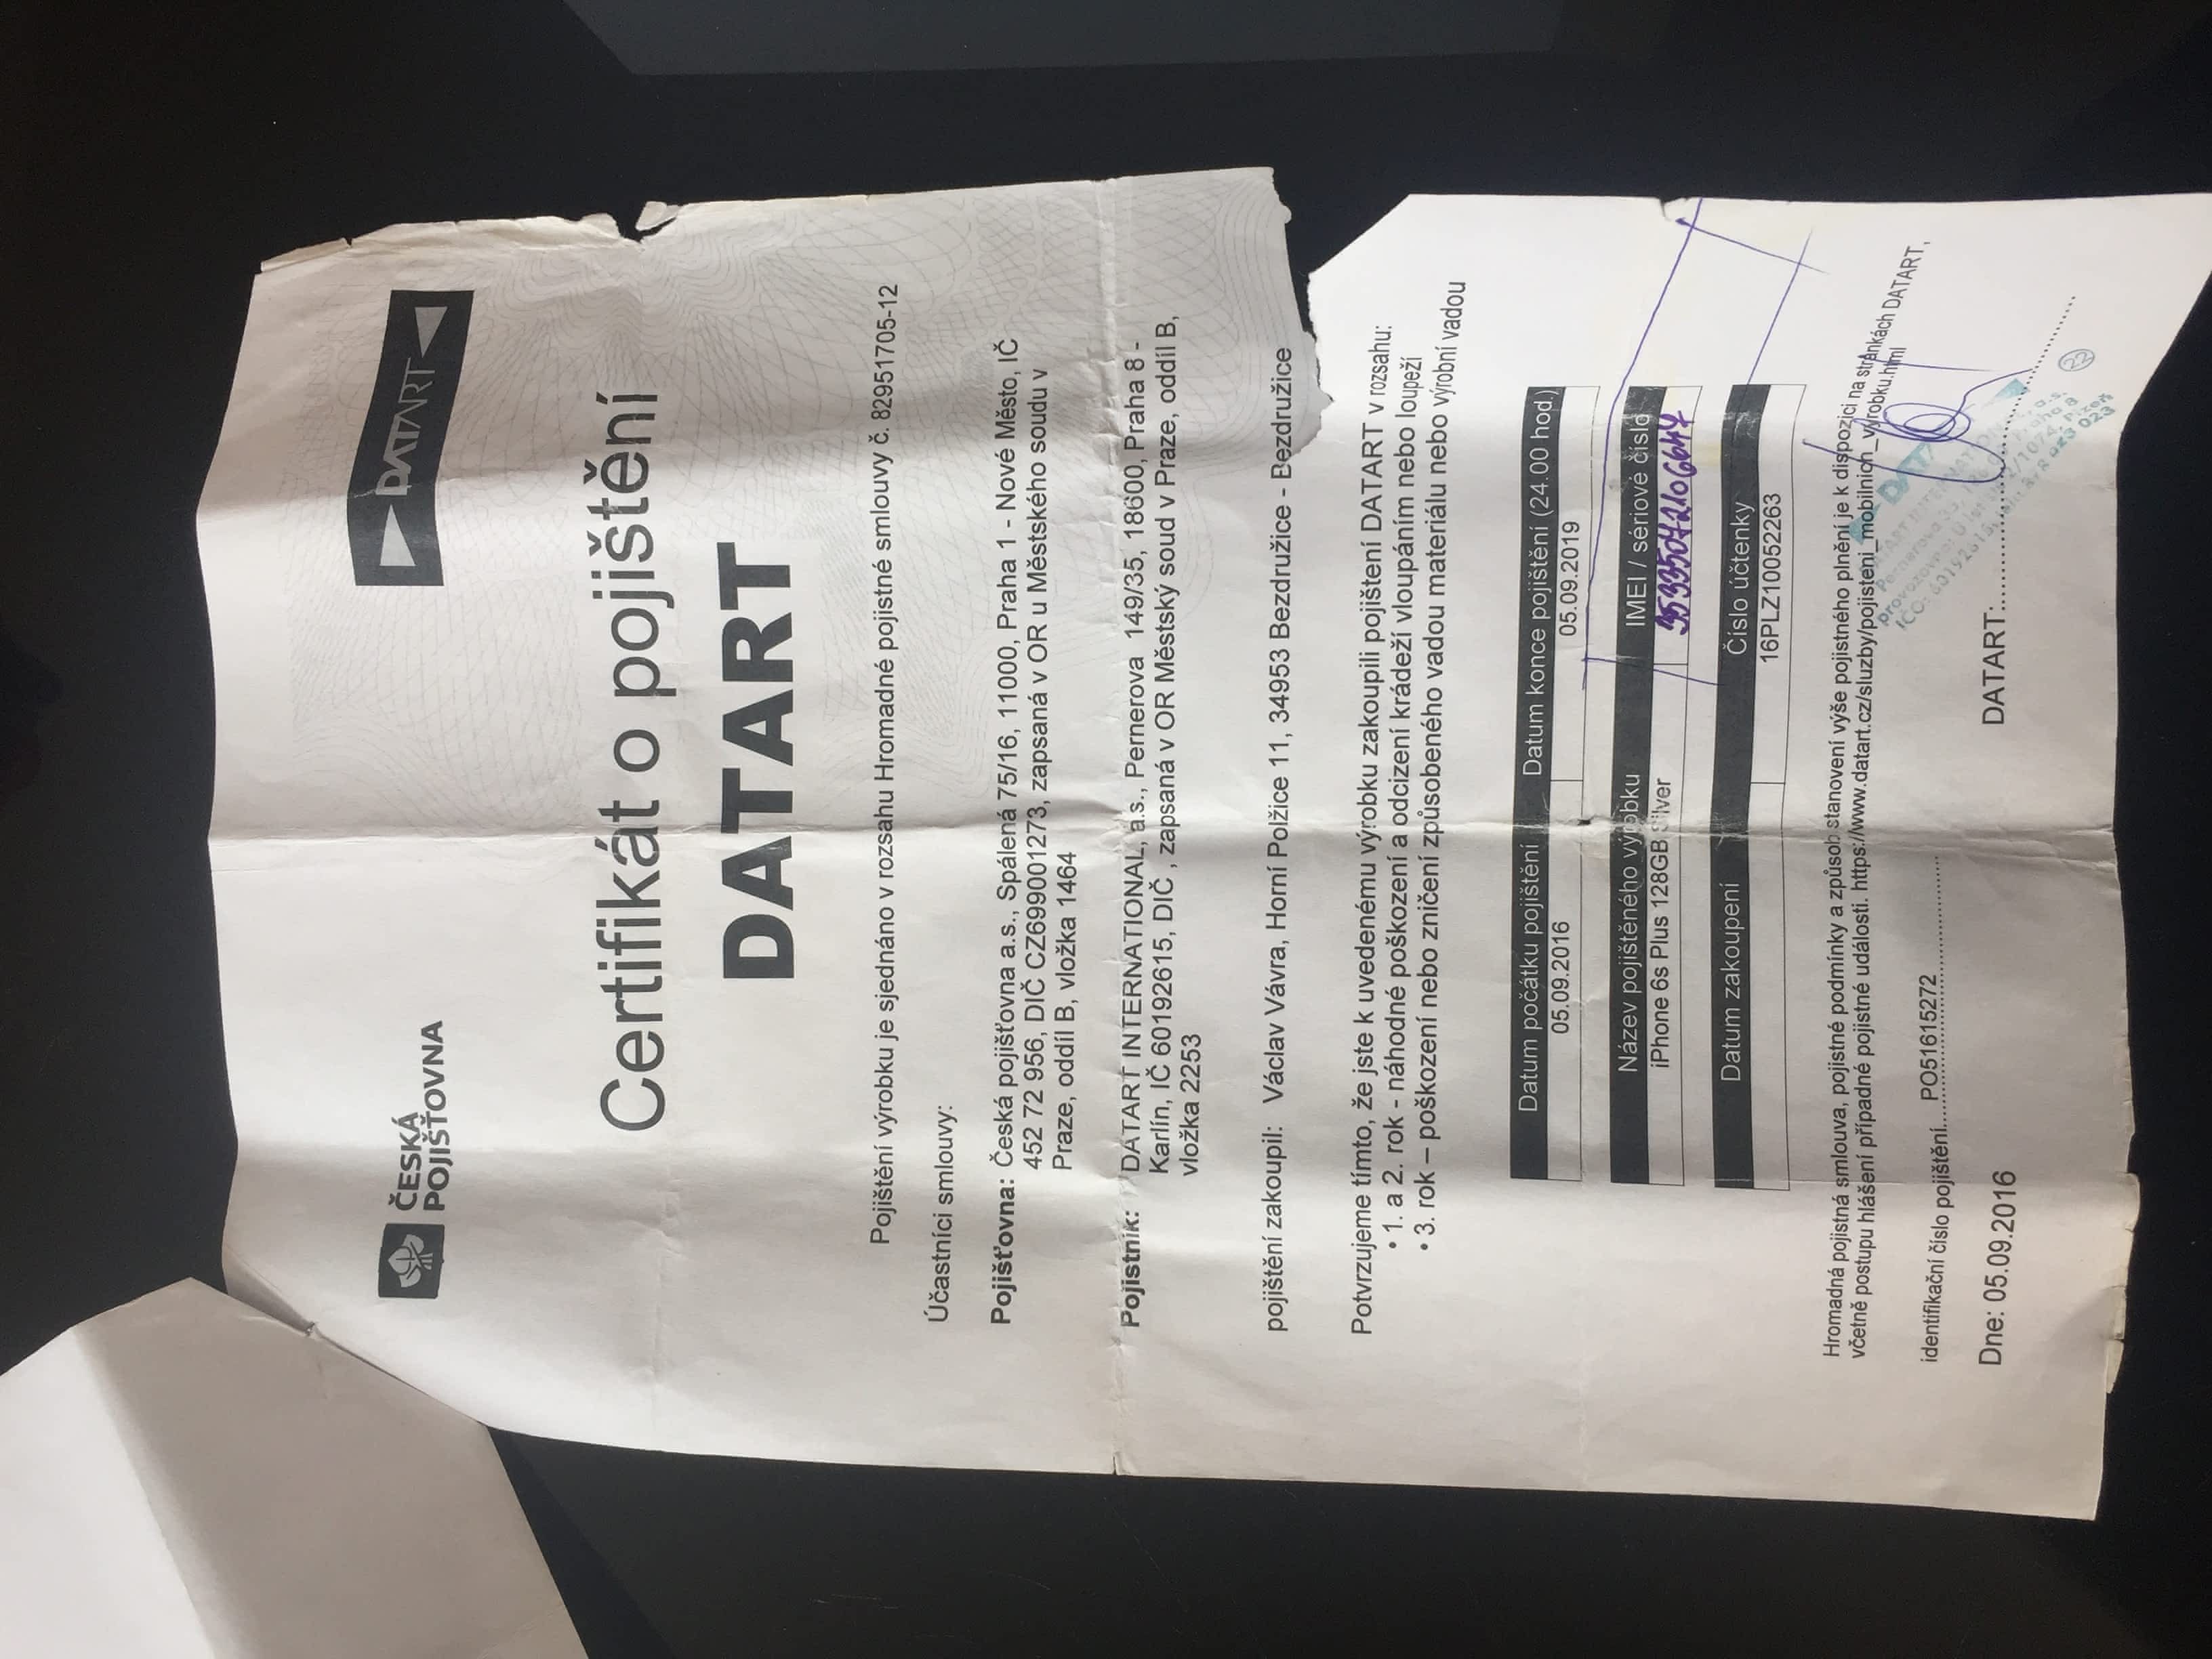 ČESKÁ
POJIŠŤOVNA
DATART
Certifikát o pojištění
DATART
Pojištění výrobku je sjednáno v rozsahu Hromadné pojistné smlouvy č. 82951705-12
Účastníci smlouvy:
Pojišťovna: Česká pojišťovna a.s., Spálená 75/16, 11000, Praha 1 - Nové Město, IČ
452 72 956, DIČ CZ6999001273, zapsaná v OR u Městského soudu v
Praze, oddíl B, vložka 1464
Pojistník: DATART INTERNATIONAL, a.s., Pernerova 149/35, 18600, Praha 8 -
Karlín, IČ 60192615, DIČ , zapsaná v OR Městský soud v Praze, oddíl B,
vložka 2253
pojištění zakoupil: Václav Vávra, Horní Polžice 11, 34953 Bezdružice - Bezdružice
Potvrzujeme tímto, že jste k uvedenému výrobku zakoupili pojištění DATART v rozsahu:
• 1. a 2. rok - náhodné poškození a odcizení krádeží vloupáním nebo loupeží
• 3. rok – poškození nebo zničení způsobeného vadou materiálu nebo výrobní vadou
Datum počátku pojištění Datum konce pojištění (24.00 hod.)
05.09.2016 05.09.2019
Název pojištěného výrobku IMEI / sériové číslo
iPhone 6s Plus 128GB Silver
Datum zakoupení Číslo účtenky
16PLZ10052263
Hromadná pojistná smlouva, pojistné podmínky a způsob stanovení výše pojistného plnění je k dispozici na stránkách DATART,
včetně postupu hlášení případné pojistné události. https://www.datart.cz/sluzby/pojisteni_mobilnich_vyrobku.html
identifikační číslo pojištění.... PO51615272
Dne: 05.09.2016 DATART:
22